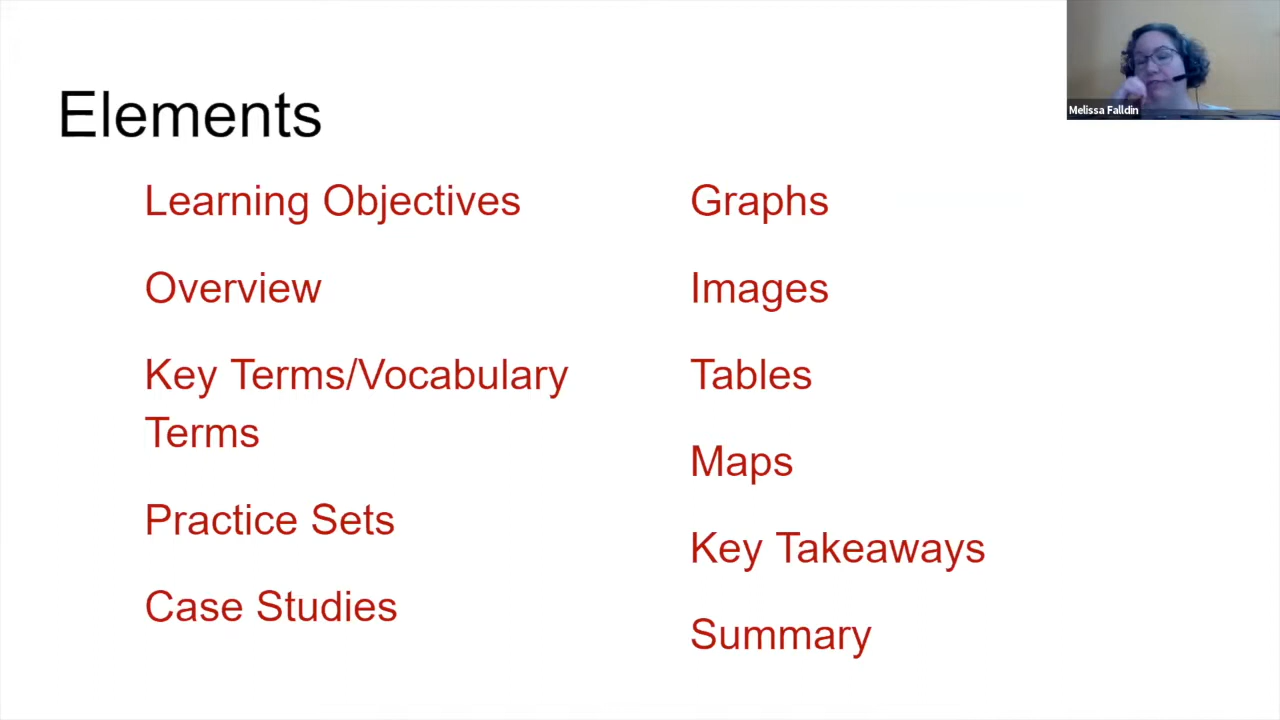 Elements
Learning Objectives
Overview
Key Terms/Vocabulary
Terms
Practice Sets
Case Studies
Graphs
Images
Tables
Maps
Key Takeaways
Summary
Melissa Falldin